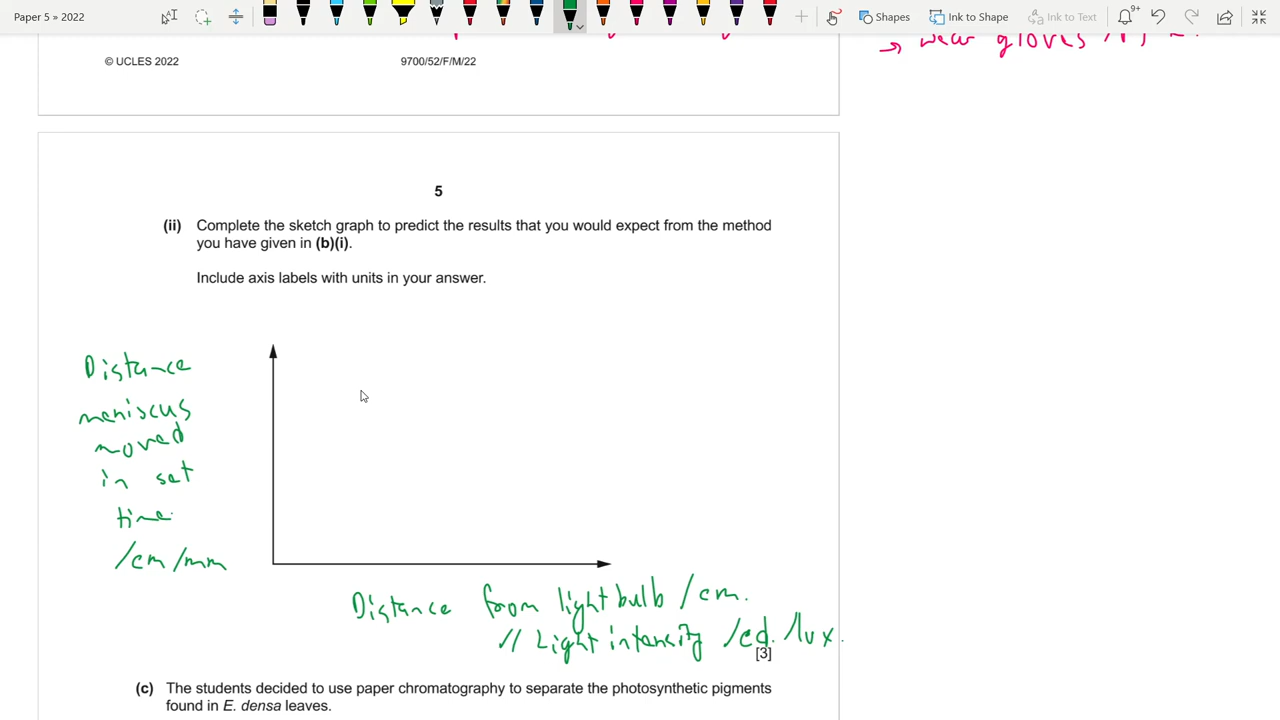 Paper 5 » 2022
Shapes
Ink to Shape
Ink to Text
9+
→ wear gloves
© UCLES 2022
9700/52/F/M/22
5
(ii) Complete the sketch graph to predict the results that you would expect from the method
you have given in (b)(i).
Include axis labels with units in your answer.
Distance
meniscus
moved
in set
time
/cm/mm
Distance from light bulb /cm.
// Light intensity /cd. /lux.
[3]
(c) The students decided to use paper chromatography to separate the photosynthetic pigments
found in E. densa leaves.